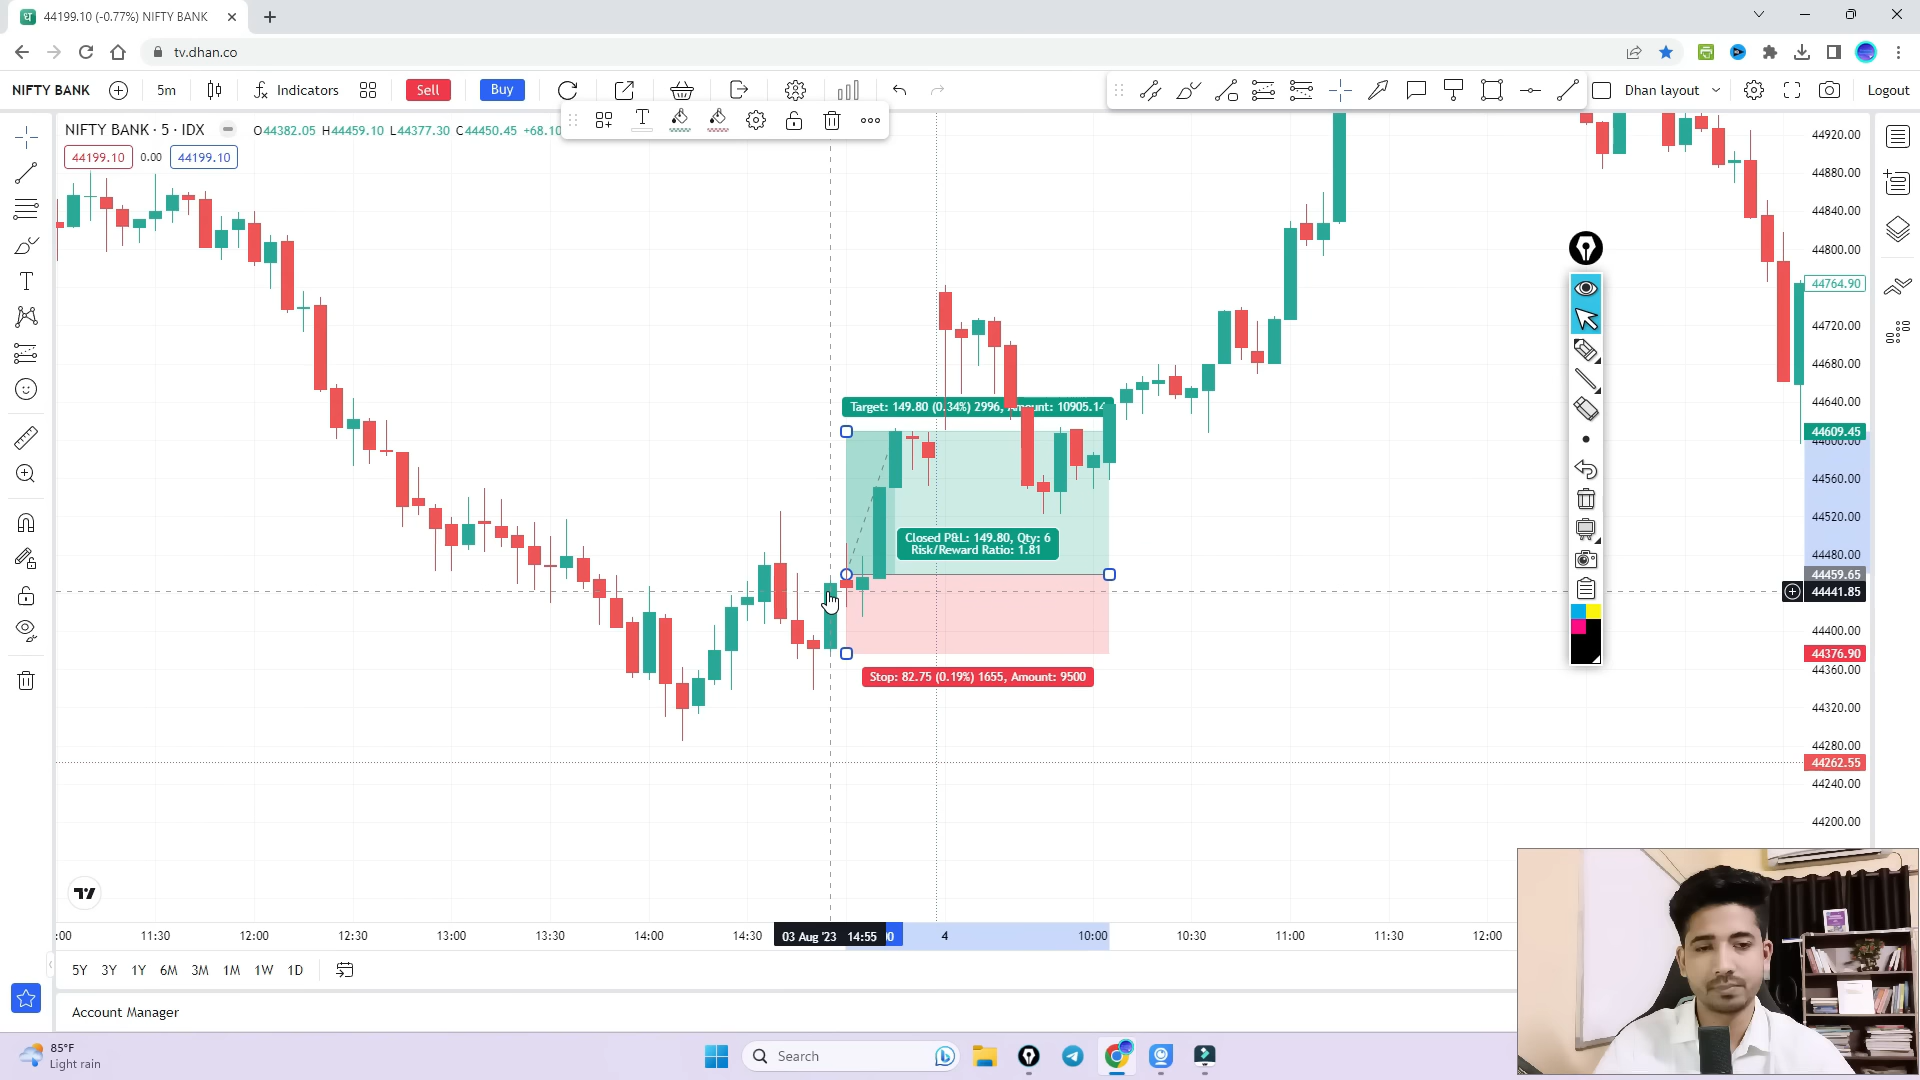 44199.10 (-0.77%) NIFTY BANK
tv.dhan.co
NIFTY BANK
5m
Indicators
Sell
Buy
Dhan layout
Logout
NIFTY BANK · 5 · IDX
O44382.05 H44459.10 L44377.30 C44450.45 +68.10
44199.10
0.00
44199.10
44920.00
44880.00
44840.00
44800.00
44764.90
44720.00
44680.00
44640.00
44609.45
44600.00
44560.00
44520.00
44480.00
44459.65
44441.85
44400.00
44376.90
44360.00
44320.00
44280.00
44262.55
44240.00
44200.00
Target: 149.80 (0.34%) 2996, Amount: 10905.14
Closed P&L: 149.80, Qty: 6
Risk/Reward Ratio: 1.81
Stop: 82.75 (0.19%) 1655, Amount: 9500
:00
11:30
12:00
12:30
13:00
13:30
14:00
14:30
03 Aug '23 14:55
4
10:00
10:30
11:00
11:30
12:00
5Y 3Y 1Y 6M 3M 1M 1W 1D
Account Manager
85°F
Light rain
Search